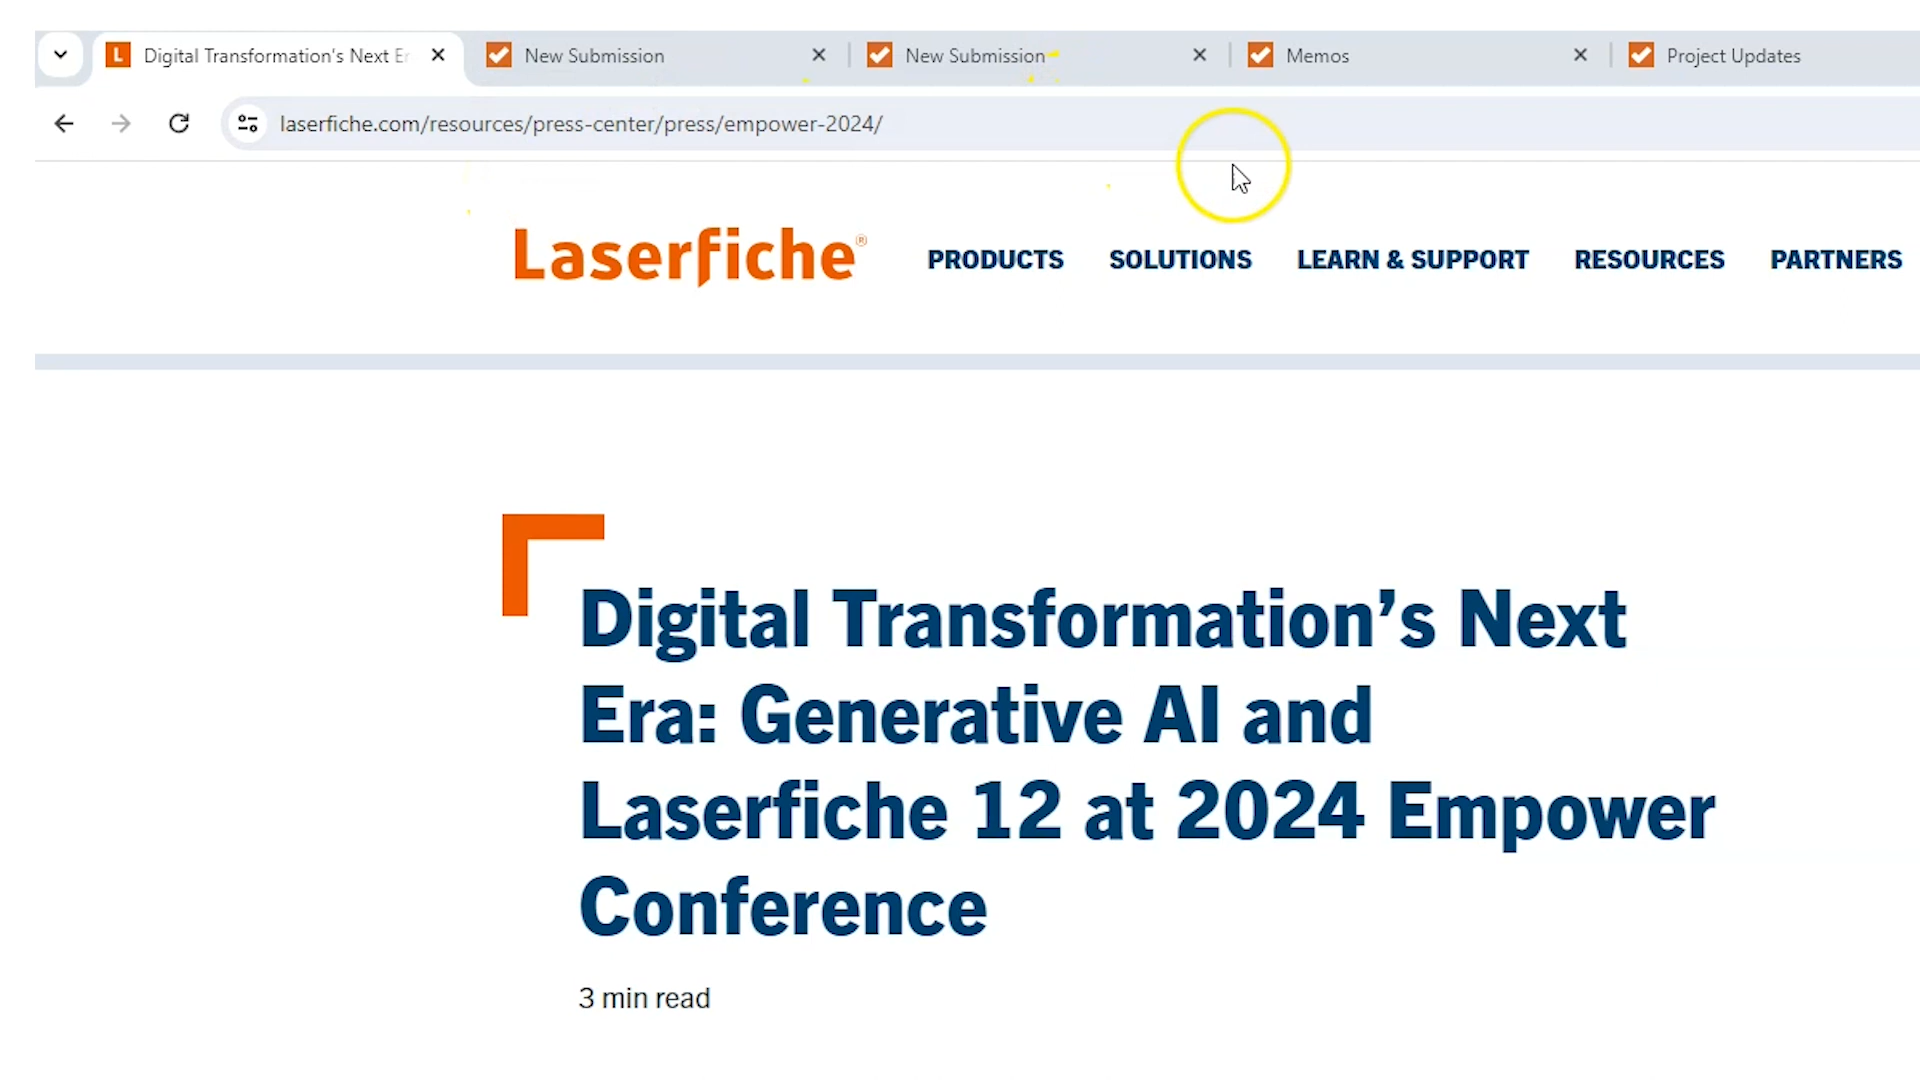 L Digital Transformation's Next Er New Submission New Submission Memos Project Updates
laserfiche.com/resources/press-center/press/empower-2024/
Laserfiche® PRODUCTS SOLUTIONS LEARN & SUPPORT RESOURCES PARTNERS
Digital Transformation’s Next
Era: Generative AI and
Laserfiche 12 at 2024 Empower
Conference
3 min read